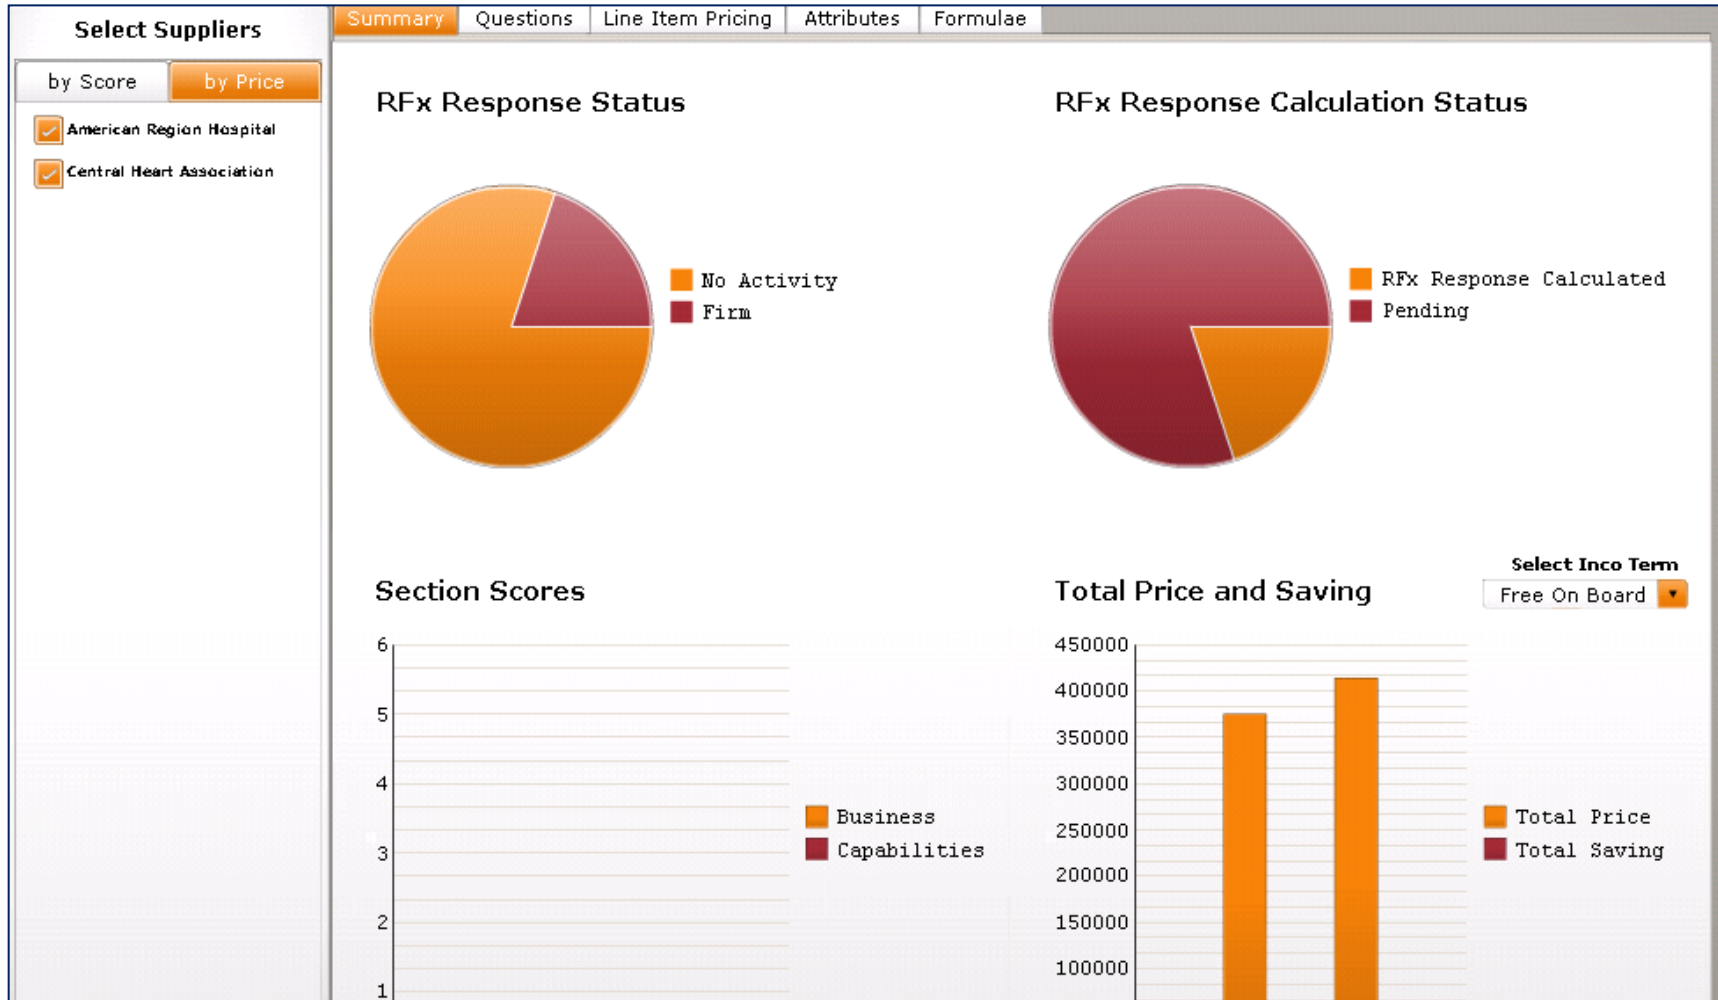 Select Suppliers
by Score
by Price
American Region Hospital
Central Heart Association
Summary
Questions
Line Item Pricing
Attributes
Formulae
RFx Response Status
No Activity
Firm
RFx Response Calculation Status
RFx Response Calculated
Pending
Section Scores
6
5
4
3
2
1
Business
Capabilities
Total Price and Saving
Select Inco Term
Free On Board
450000
400000
350000
300000
250000
200000
150000
100000
Total Price
Total Saving